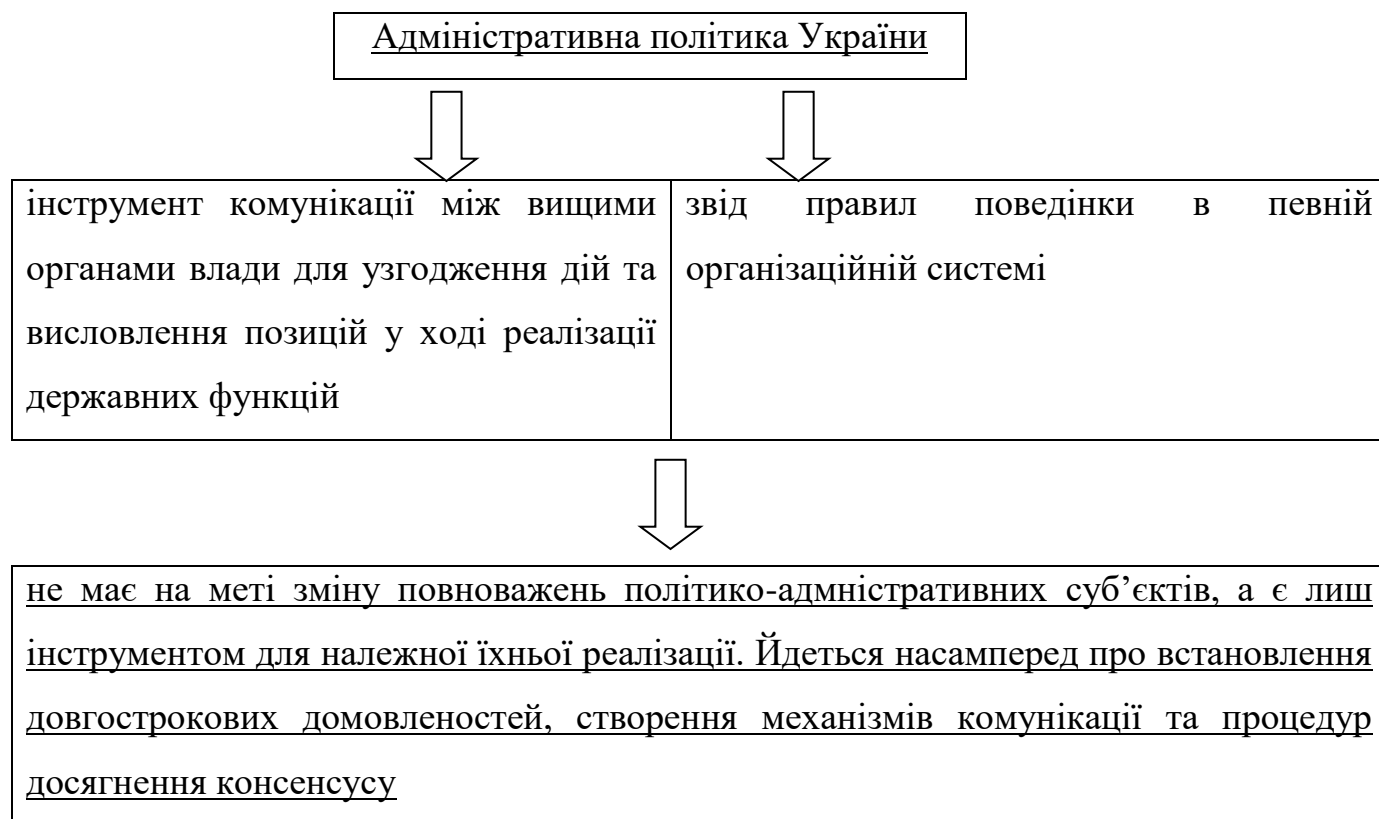 Адміністративна політика України
інструмент комунікації між вищими
органами влади для узгодження дій та
висловлення позицій у ході реалізації
державних функцій
звід правил поведінки в певній
організаційній системі
не має на меті зміну повноважень політико-адмністративних суб’єктів, а є лиш
інструментом для належної їхньої реалізації. Йдеться насамперед про встановлення
довгострокових домовленостей, створення механізмів комунікації та процедур
досягнення консенсусу